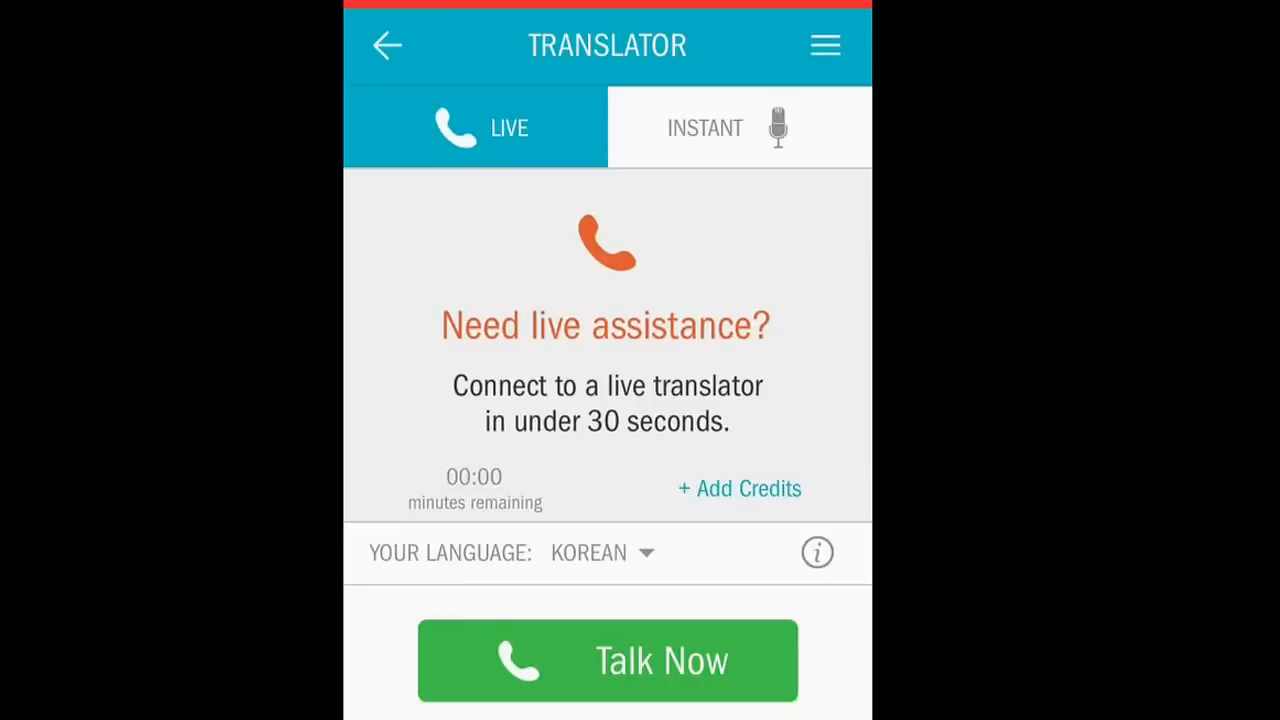 TRANSLATOR
LIVE
INSTANT
Need live assistance?
Connect to a live translator
in under 30 seconds.
00:00
minutes remaining
+ Add Credits
YOUR LANGUAGE: KOREAN
Talk Now